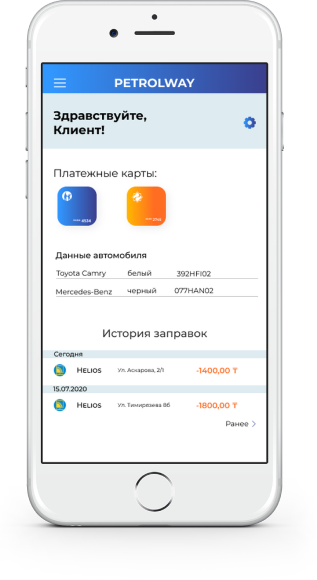 PETROLWAY
Здравствуйте,
Клиент!
Платежные карты:
Данные автомобиля
Toyota Camry белый 392HFI02
Mercedes-Benz черный 077HAN02
История заправок
Сегодня
HELIOS Ул. Аскарова, 2/1 -1400,00 ₸
15.07.2020
HELIOS Ул. Тимирязева 8б -1800,00 ₸
Ранее >